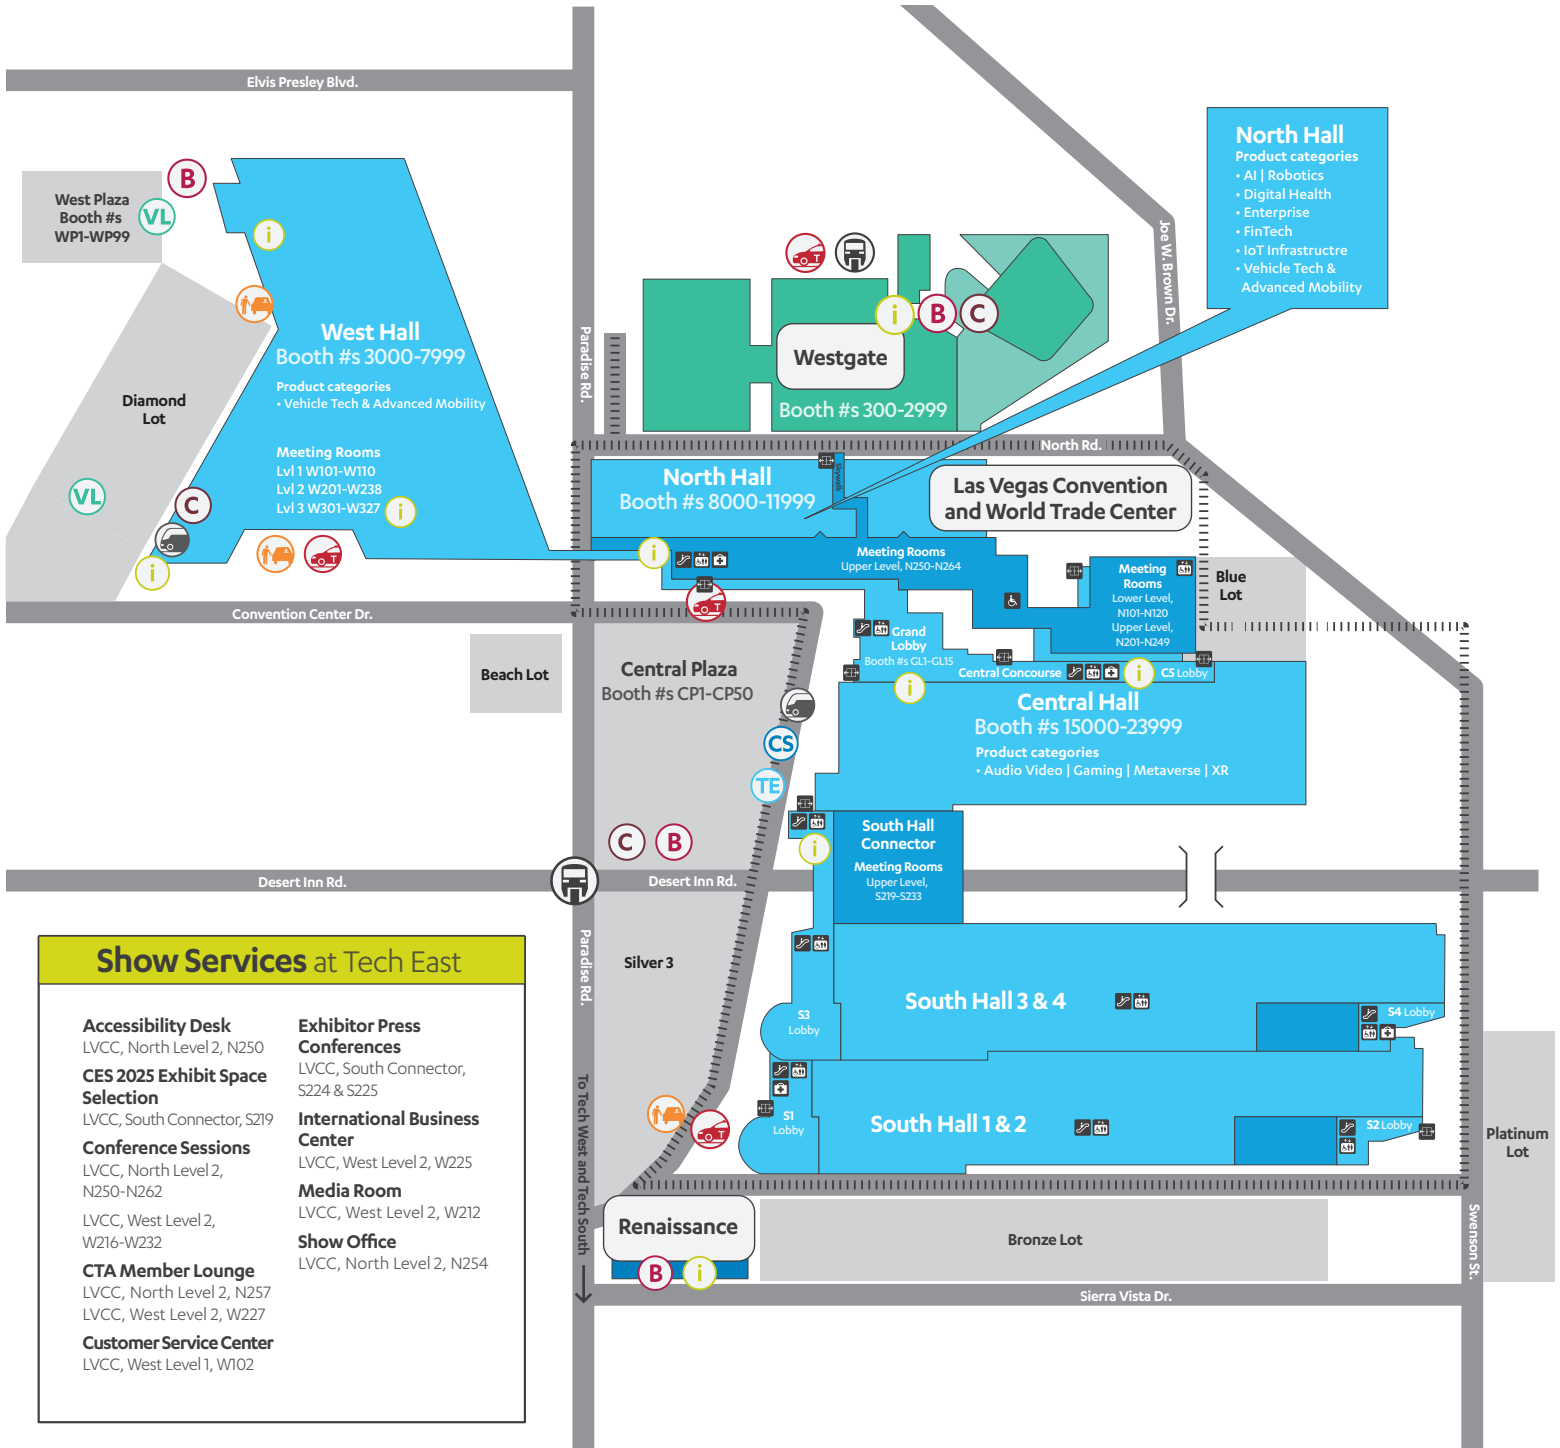 Elvis Presley Blvd.
North Hall
Product categories
• AI | Robotics
• Digital Health
• Enterprise
• FinTech
• IoT Infrastructre
• Vehicle Tech &
Advanced Mobility
B
West Plaza
Booth #s
WP1-WP99
VL
i
Joe W. Brown Dr.
T
i
B
C
West Hall
Booth #s 3000-7999
Product categories
• Vehicle Tech & Advanced Mobility
Meeting Rooms
Lvl 1 W101-W110
Lvl 2 W201-W238
Lvl 3 W301-W327
i
Paradise Rd.
Westgate
Booth #s 300-2999
Diamond
Lot
VL
C
i
T
North Rd.
North Hall
Booth #s 8000-11999
Skywalk
Las Vegas Convention
and World Trade Center
i
Meeting Rooms
Upper Level, N250-N264
Meeting
Rooms
Lower Level,
N101-N120
Upper Level,
N201-N249
Blue
Lot
T
Convention Center Dr.
Grand
Lobby
Booth #s GL1-GL15
Central Concourse
i
C5 Lobby
i
Beach Lot
Central Plaza
Booth #s CP1-CP50
CS
TE
Central Hall
Booth #s 15000-23999
Product categories
• Audio Video | Gaming | Metaverse | XR
C
B
i
South Hall
Connector
Meeting Rooms
Upper Level,
S219-S233
Desert Inn Rd.
Desert Inn Rd.
Paradise Rd.
Silver 3
South Hall 3 & 4
S3
Lobby
S4 Lobby
South Hall 1 & 2
S1
Lobby
S2 Lobby
T
Platinum
Lot
To Tech West and Tech South
Renaissance
B
i
Bronze Lot
Swenson St.
Sierra Vista Dr.
Show Services at Tech East
Accessibility Desk
LVCC, North Level 2, N250
CES 2025 Exhibit Space
Selection
LVCC, South Connector, S219
Conference Sessions
LVCC, North Level 2,
N250-N262
LVCC, West Level 2,
W216-W232
CTA Member Lounge
LVCC, North Level 2, N257
LVCC, West Level 2, W227
Customer Service Center
LVCC, West Level 1, W102
Exhibitor Press
Conferences
LVCC, South Connector,
S224 & S225
International Business
Center
LVCC, West Level 2, W225
Media Room
LVCC, West Level 2, W212
Show Office
LVCC, North Level 2, N254